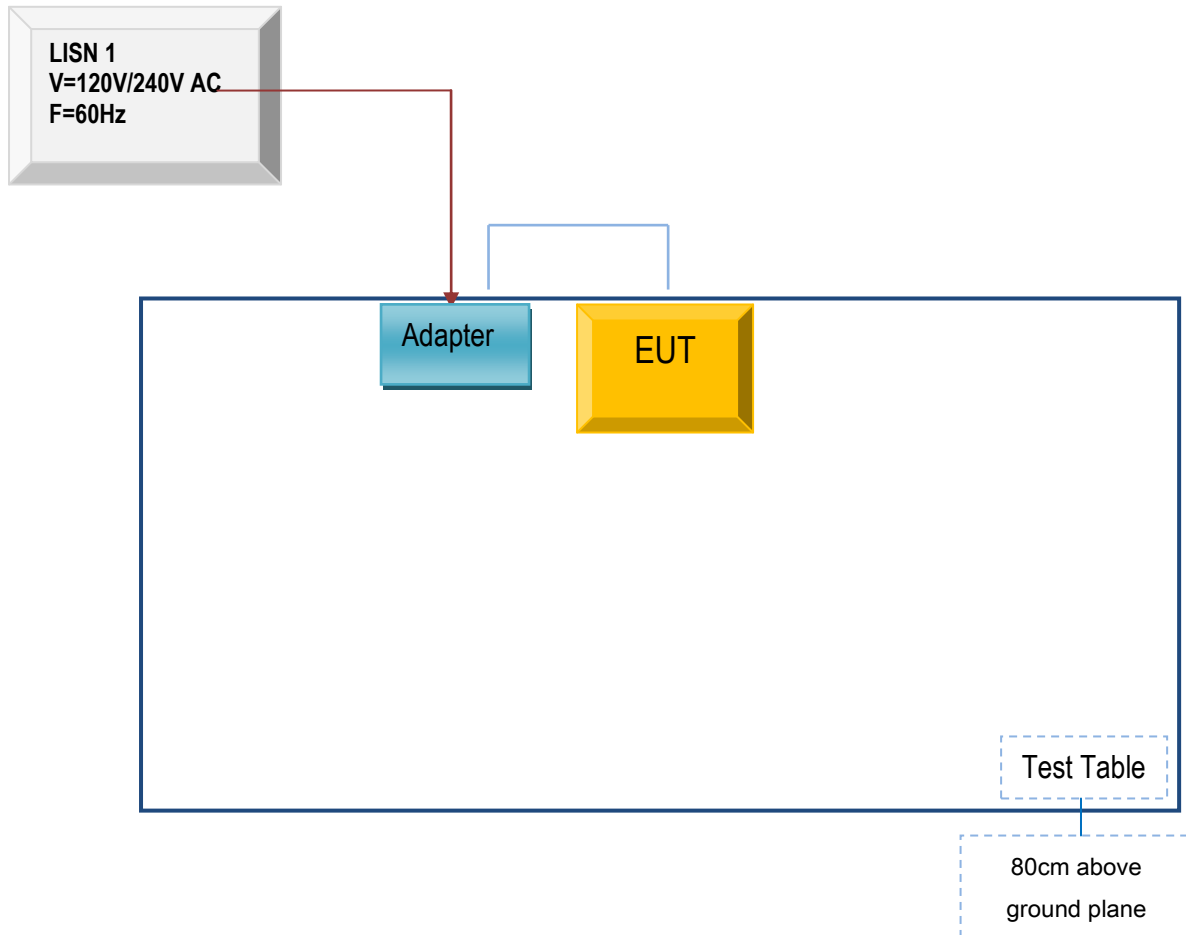 LISN 1
V=120V/240V AC
F=60Hz
Adapter
EUT
Test Table
80cm above
ground plane